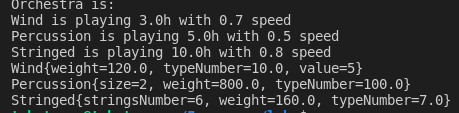 Orchestra is:
Wind is playing 3.0h with 0.7 speed
Percussion is playing 5.0h with 0.5 speed
Stringed is playing 10.0h with 0.8 speed
Wind{weight=120.0, typeNumber=10.0, value=5}
Percussion{size=2, weight=800.0, typeNumber=100.0}
Stringed{stringsNumber=6, weight=160.0, typeNumber=7.0}